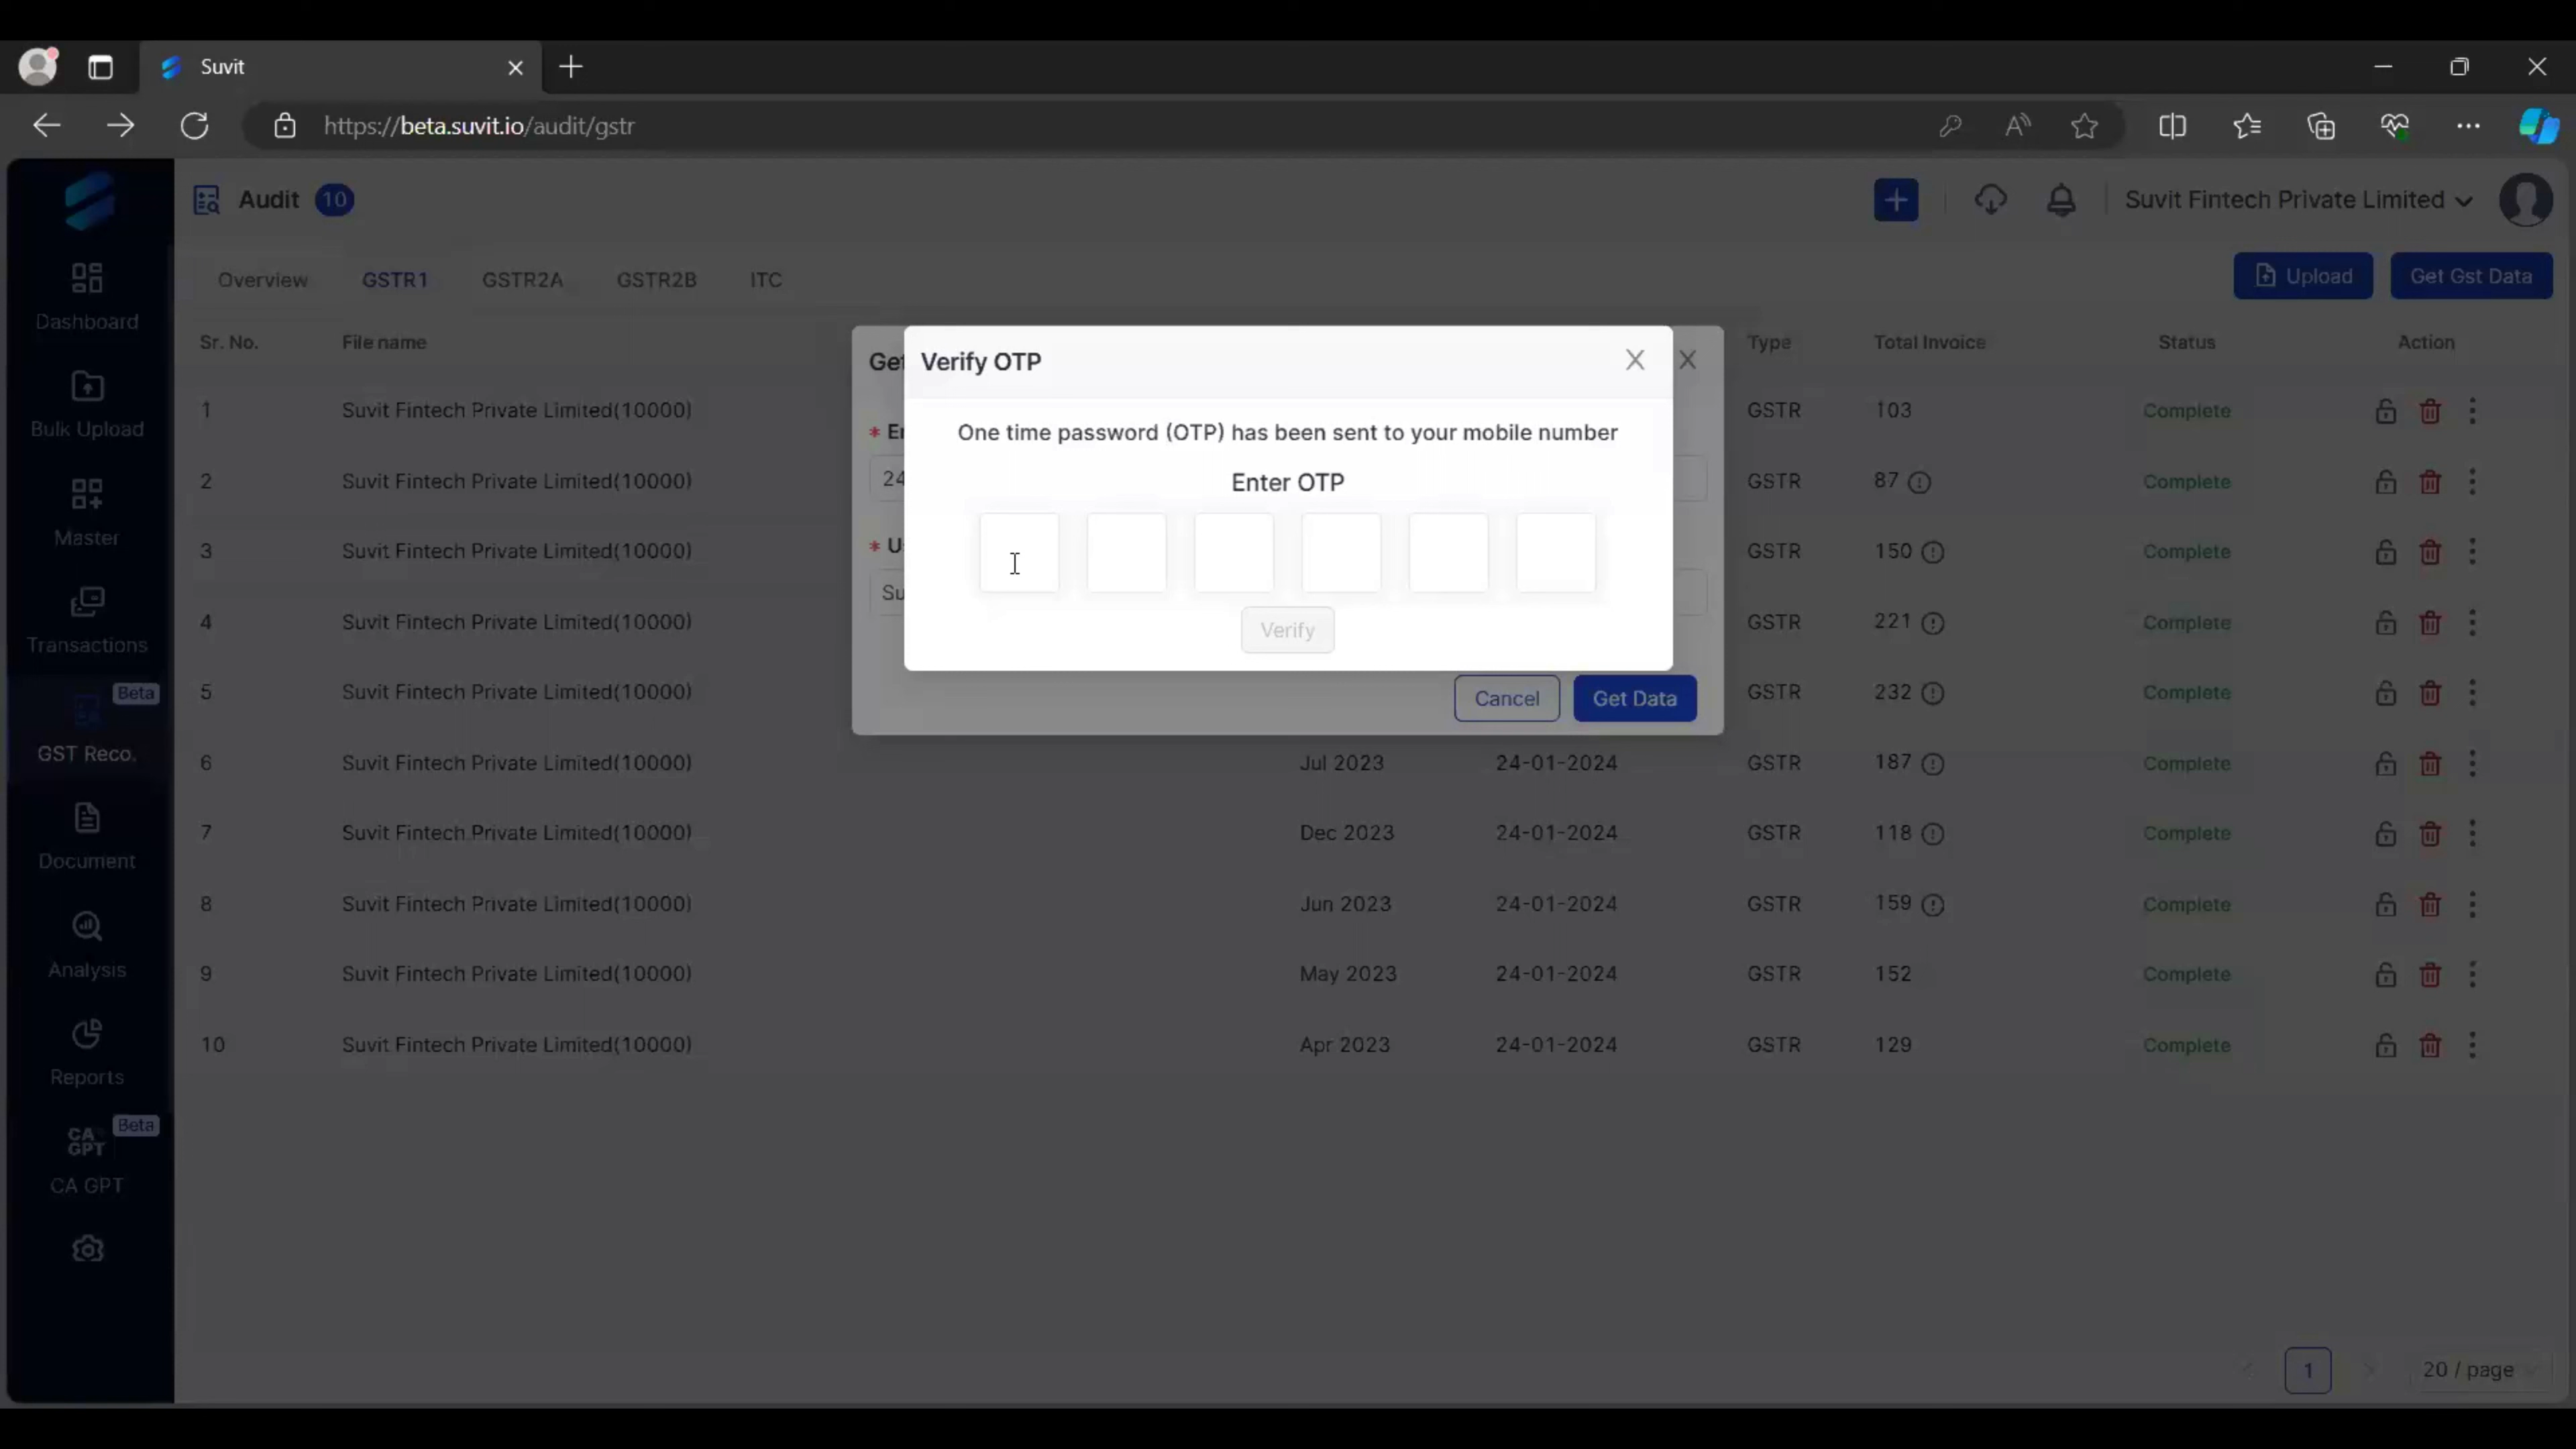 Suvit
https://beta.suvit.io/audit/gstr
Audit 10
Suvit Fintech Private Limited
Overview GSTR1 GSTR2A GSTR2B ITC
Upload Get Gst Data
Sr. No. File name Type Total Invoice Status Action
1 Suvit Fintech Private Limited(10000) GSTR 103 Complete
2 Suvit Fintech Private Limited(10000) GSTR 87 Complete
3 Suvit Fintech Private Limited(10000) GSTR 150 Complete
4 Suvit Fintech Private Limited(10000) GSTR 221 Complete
5 Suvit Fintech Private Limited(10000) GSTR 232 Complete
6 Suvit Fintech Private Limited(10000) Jul 2023 24-01-2024 GSTR 187 Complete
7 Suvit Fintech Private Limited(10000) Dec 2023 24-01-2024 GSTR 118 Complete
8 Suvit Fintech Private Limited(10000) Jun 2023 24-01-2024 GSTR 159 Complete
9 Suvit Fintech Private Limited(10000) May 2023 24-01-2024 GSTR 152 Complete
10 Suvit Fintech Private Limited(10000) Apr 2023 24-01-2024 GSTR 129 Complete
Get
* Er
24
* U
Su
Verify OTP
One time password (OTP) has been sent to your mobile number
Enter OTP
Verify
Cancel Get Data
Dashboard
Bulk Upload
Master
Transactions
Beta
GST Reco.
Document
Analysis
Reports
CA GPT
Beta
CA GPT
1 20 / page